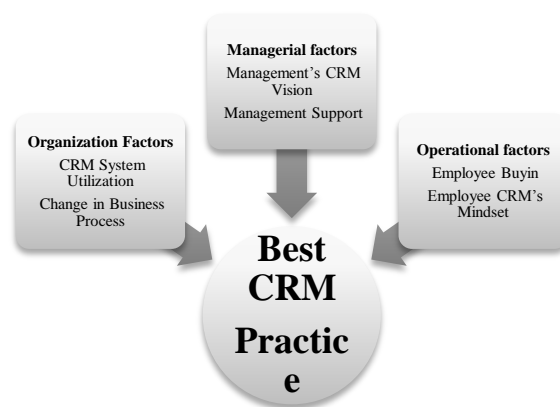 Managerial factors
Management’s CRM
Vision
Management Support
Organization Factors
CRM System
Utilization
Change in Business
Process
Operational factors
Employee Buyin
Employee CRM’s
Mindset
Best
CRM
Practic
e